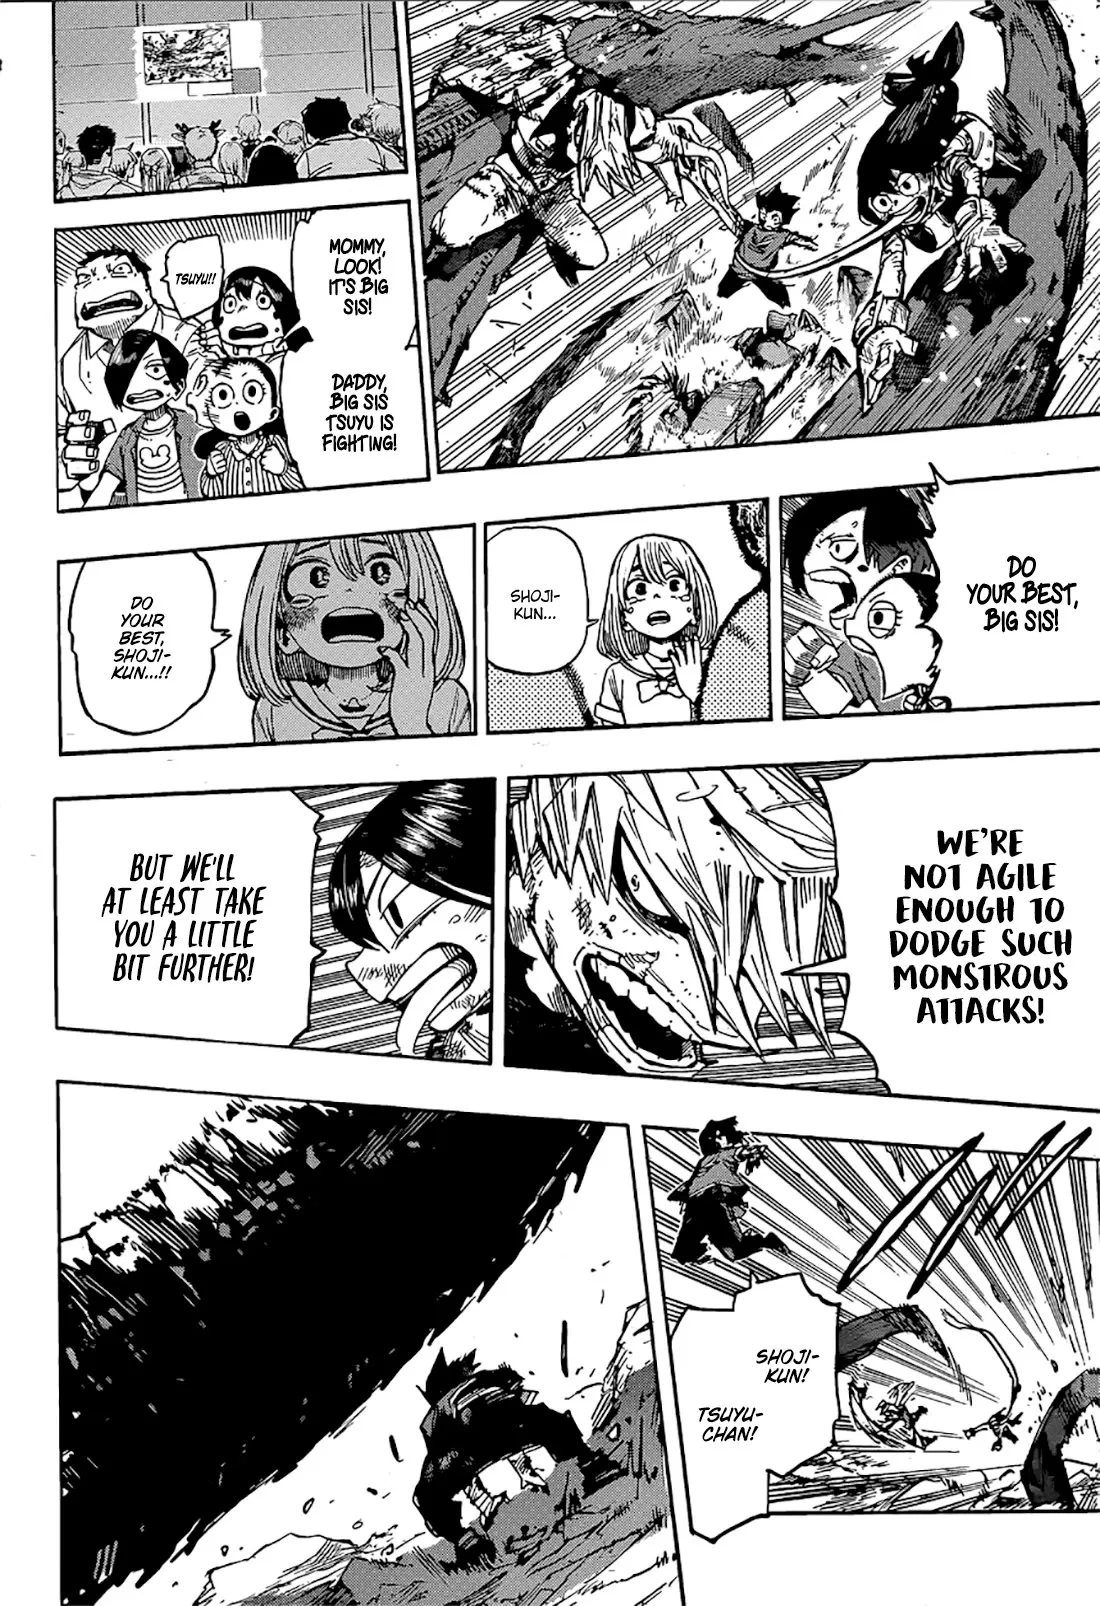 MOMMY,
LOOK!
IT'S BIG
SIS!
DADDY,
BIG SIS
TSUYU IS
FIGHTING!
TSUYU!!
DO
YOUR BEST,
BIG SIS!
SHOJI-
KUN...
DO
YOUR
BEST,
SHOJI-
KUN...!!
WE'RE
NOT AGILE
ENOUGH TO
DODGE SUCH
MONSTROUS
ATTACKS!
BUT WE'LL
AT LEAST TAKE
YOU A LITTLE
BIT FURTHER!
SHOJI-
KUN!
TSUYU-
CHAN!